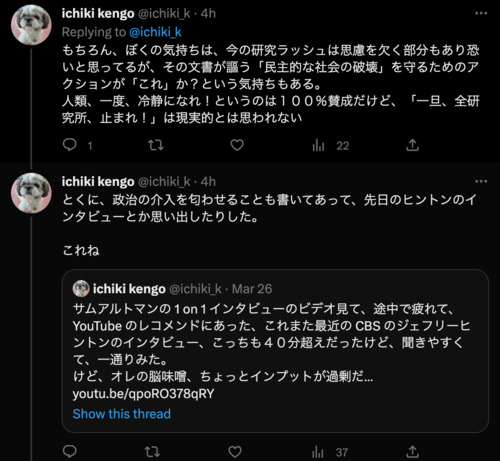 ichiki kengo @ichiki_k · 4h
Replying to @ichiki_k
もちろん、ぼくの気持ちは、今の研究ラッシュは思慮を欠く部分もあり恐
いと思ってるが、その文書が謳う「民主的な社会の破壊」を守るためのア
クションが「これ」か？という気持ちもある。
人類、一度、冷静になれ！というのは１００％賛成だけど、「一旦、全研
究所、止まれ！」は現実的とは思われない
1 22
ichiki kengo @ichiki_k · 4h
とくに、政治の介入を匂わせることも書いてあって、先日のヒントンのイ
ンタビューとか思い出したりした。
これね
ichiki kengo @ichiki_k · Mar 26
サムアルトマンの 1 on 1 インタビューのビデオ見て、途中で疲れて、
YouTube のレコメンドにあった、これまた最近の CBS のジェフリーヒ
ントンのインタビュー、こっちも４０分超えだったけど、聞きやすく
て、一通りみた。
けど、オレの脳味噌、ちょっとインプットが過剰だ...
youtu.be/qpoRO378qRY
Show this thread
37